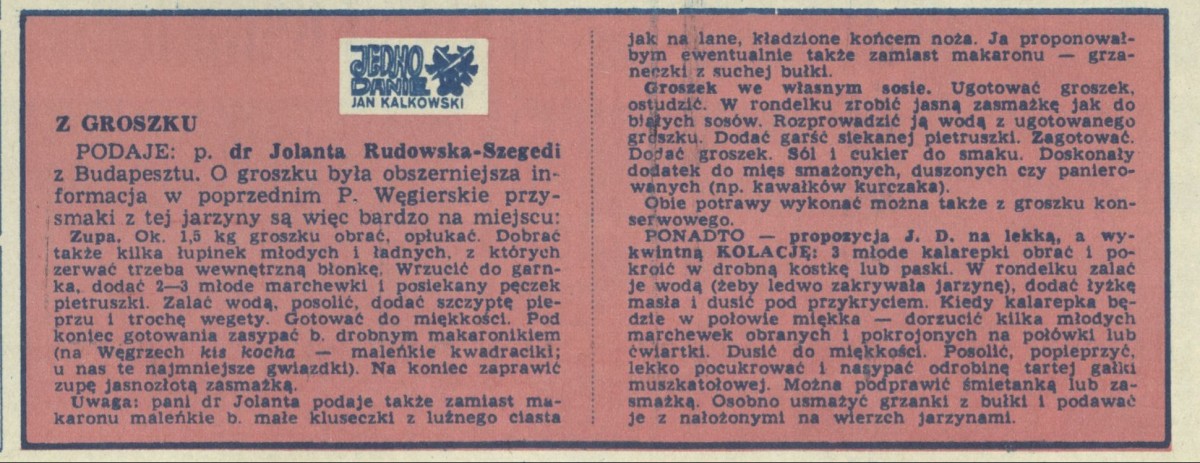 JEDNO
DANIE
JAN KALKOWSKI
Z GROSZKU
PODAJE: p. dr Jolanta Rudowska-Szegedi
z Budapesztu. O groszku była obszerniejsza in-
formacja w poprzednim P. Węgierskie przy-
smaki z tej jarzyny są więc bardzo na miejscu:
Zupa. Ok. 1,5 kg groszku obrać, opłukać. Dobrać
także kilka łupinek młodych i ładnych, z których
zerwać trzeba wewnętrzną błonkę. Wrzucić do garn-
ka, dodać 2—3 młode marchewki i posiekany pęczek
pietruszki. Zalać wodą, posolić, dodać szczyptę pie-
przu i trochę wegety. Gotować do miękkości. Pod
koniec gotowania zasypać b. drobnym makaronikiem
(na Węgrzech kis kocha — maleńkie kwadraciki;
u nas te najmniejsze gwiazdki). Na koniec zaprawić
zupę jasnozłotą zasmażką.
Uwaga: pani dr Jolanta podaje także zamiast ma-
karonu maleńkie b. małe kluseczki z luźnego ciasta
jak na lane, kładzione końcem noża. Ja proponował-
bym ewentualnie także zamiast makaronu — grza-
neczki z suchej bułki.
Groszek we własnym sosie. Ugotować groszek,
ostudzić. W rondelku zrobić jasną zasmażkę jak do
białych sosów. Rozprowadzić ją wodą z ugotowanego
groszku. Dodać garść siekanej pietruszki. Zagotować.
Dodać groszek. Sól i cukier do smaku. Doskonały
dodatek do mięs smażonych, duszonych czy paniero-
wanych (np. kawałków kurczaka).
Obie potrawy wykonać można także z groszku kon-
serwowego.
PONADTO — propozycja J. D. na lekką, a wy-
kwintną KOLACJĘ: 3 młode kalarepki obrać i po-
kroić w drobną kostkę lub paski. W rondelku zalać
je wodą (żeby ledwo zakrywała jarzynę), dodać łyżkę
masła i dusić pod przykryciem. Kiedy kalarepka bę-
dzie w połowie miękka — dorzucić kilka młodych
marchewek obranych i pokrojonych na połówki lub
ćwiartki. Dusić do miękkości. Posolić, popieprzyć,
lekko pocukrować i nasypać odrobinę tartej gałki
muszkatołowej. Można podprawić śmietanką lub za-
smażką. Osobno usmażyć grzanki z bułki i podawać
je z nałożonymi na wierzch jarzynami.